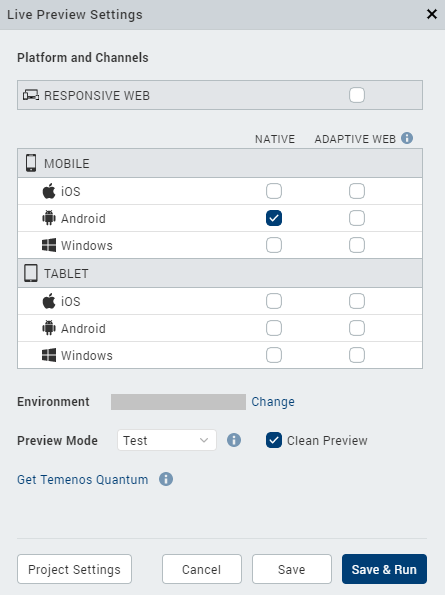 Live Preview Settings
Platform and Channels
RESPONSIVE WEB
NATIVE ADAPTIVE WEB
MOBILE
iOS
Android
Windows
TABLET
iOS
Android
Windows
Environment Change
Preview Mode Test Clean Preview
Get Temenos Quantum
Project Settings Cancel Save Save & Run